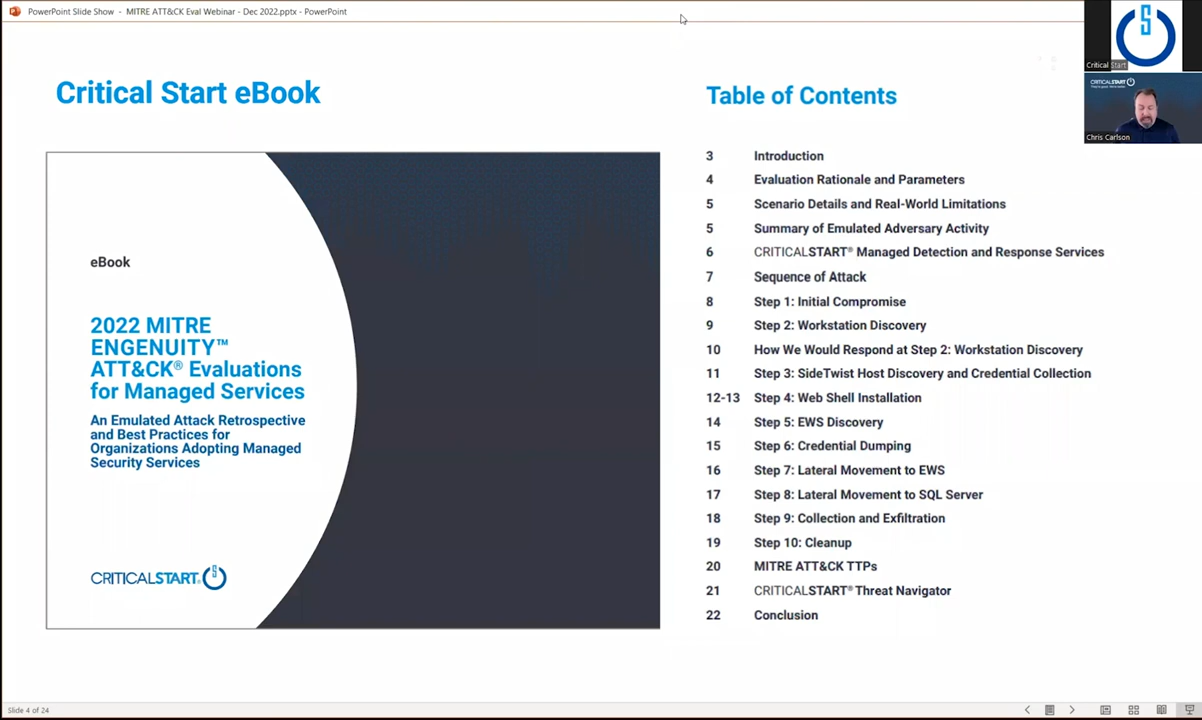 PowerPoint Slide Show - MITRE ATT&CK Eval Webinar - Dec 2022.pptx - PowerPoint
Critical Start
CRITICALSTART
Chris Carlson
Critical Start eBook
eBook
2022 MITRE
ENGENUITY™
ATT&CK® Evaluations
for Managed Services
An Emulated Attack Retrospective
and Best Practices for
Organizations Adopting Managed
Security Services
CRITICALSTART®
Table of Contents
3 Introduction
4 Evaluation Rationale and Parameters
5 Scenario Details and Real-World Limitations
5 Summary of Emulated Adversary Activity
6 CRITICALSTART® Managed Detection and Response Services
7 Sequence of Attack
8 Step 1: Initial Compromise
9 Step 2: Workstation Discovery
10 How We Would Respond at Step 2: Workstation Discovery
11 Step 3: SideTwist Host Discovery and Credential Collection
12-13 Step 4: Web Shell Installation
14 Step 5: EWS Discovery
15 Step 6: Credential Dumping
16 Step 7: Lateral Movement to EWS
17 Step 8: Lateral Movement to SQL Server
18 Step 9: Collection and Exfiltration
19 Step 10: Cleanup
20 MITRE ATT&CK TTPs
21 CRITICALSTART® Threat Navigator
22 Conclusion
Slide 4 of 24